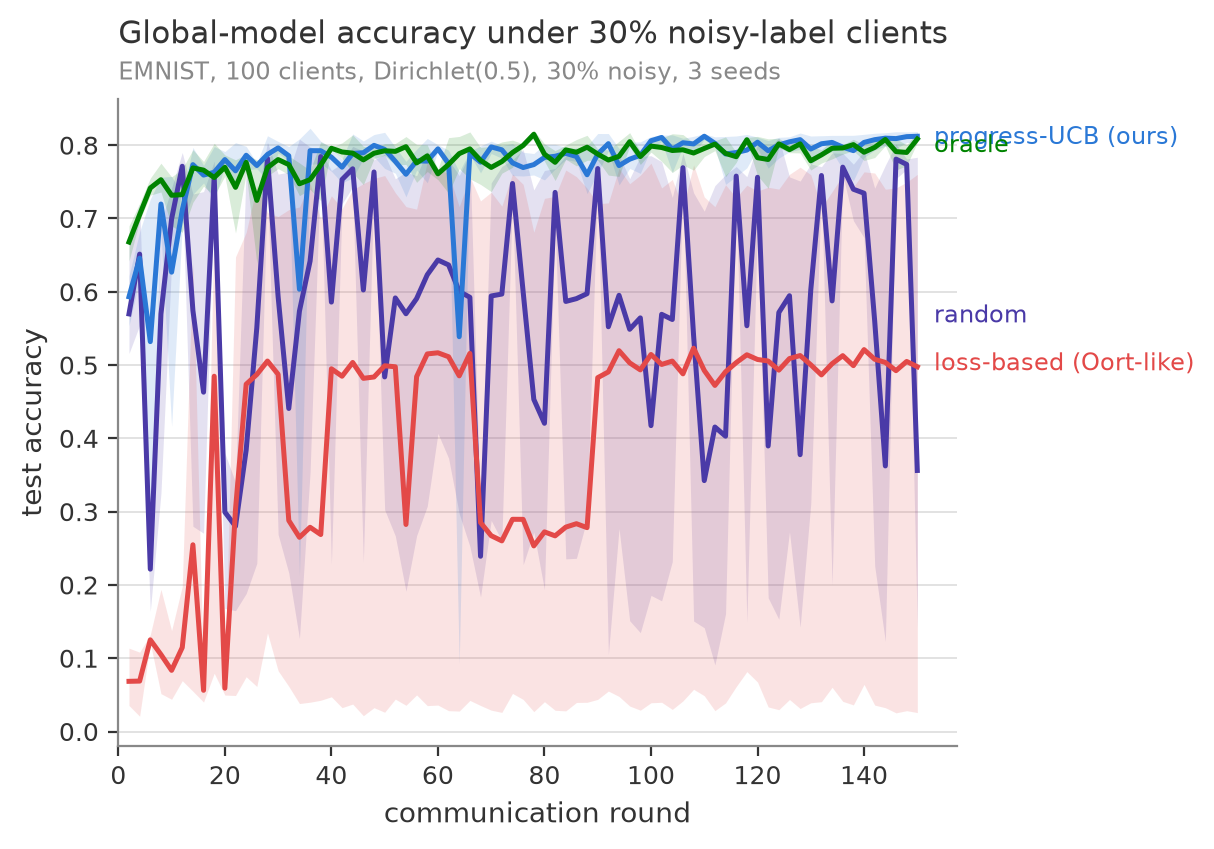 Global-model accuracy under 30% noisy-label clients
EMNIST, 100 clients, Dirichlet(0.5), 30% noisy, 3 seeds
test accuracy
0.8
0.7
0.6
0.5
0.4
0.3
0.2
0.1
0.0
progress-UCB (ours)
oracle
random
loss-based (Oort-like)
0 20 40 60 80 100 120 140
communication round